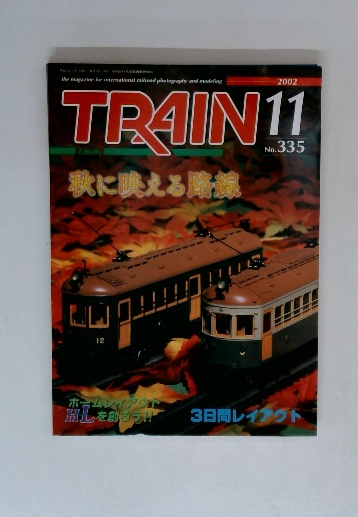 the magazine for international railroad photography and modeling
2002
TRAIN
11
No.335
秋に映える路線
12
ホームレイアウト
HLを創ろう!!
3日間レイアウト